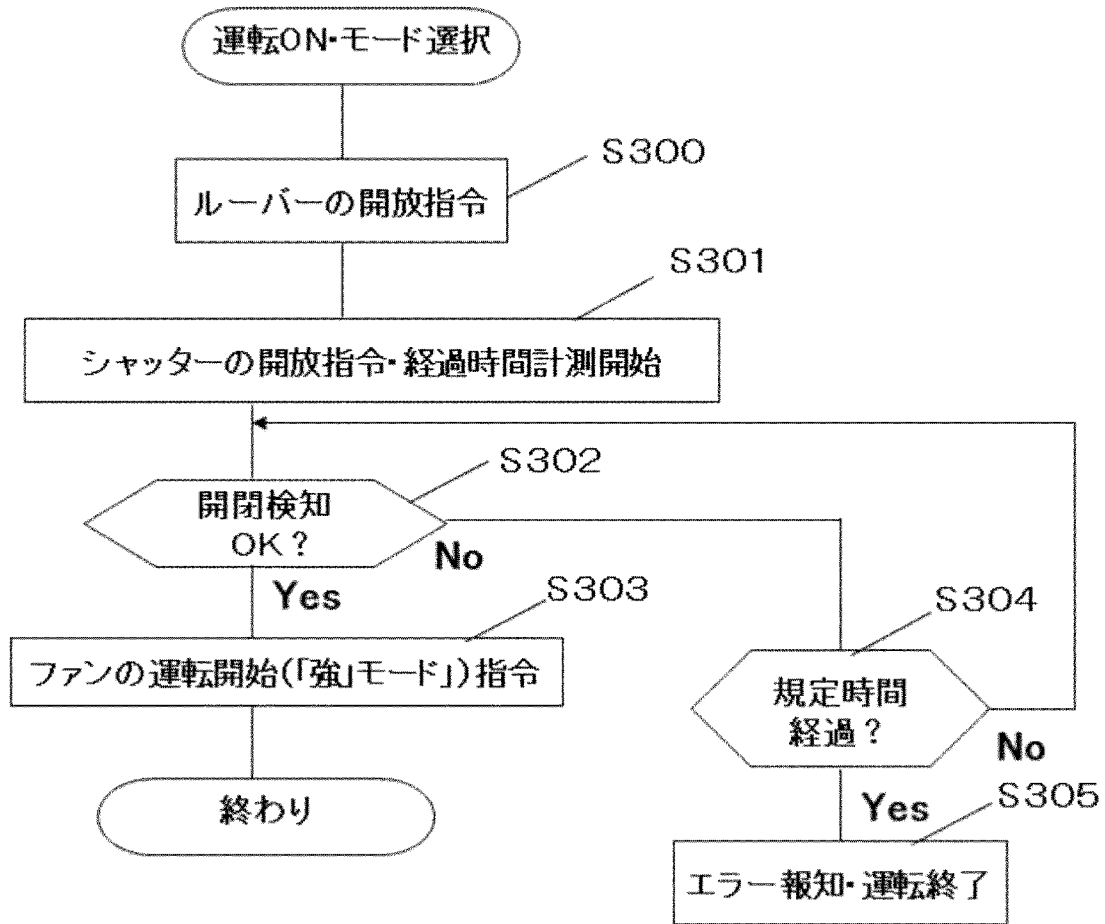 運転ON・モード選択
S300
ルーバーの開放指令
S301
シャッターの開放指令・経過時間計測開始
S302
開閉検知
OK？
No
Yes
S303
ファンの運転開始(「強」モード」)指令
終わり
S304
規定時間
経過？
No
Yes
S305
エラー報知・運転終了